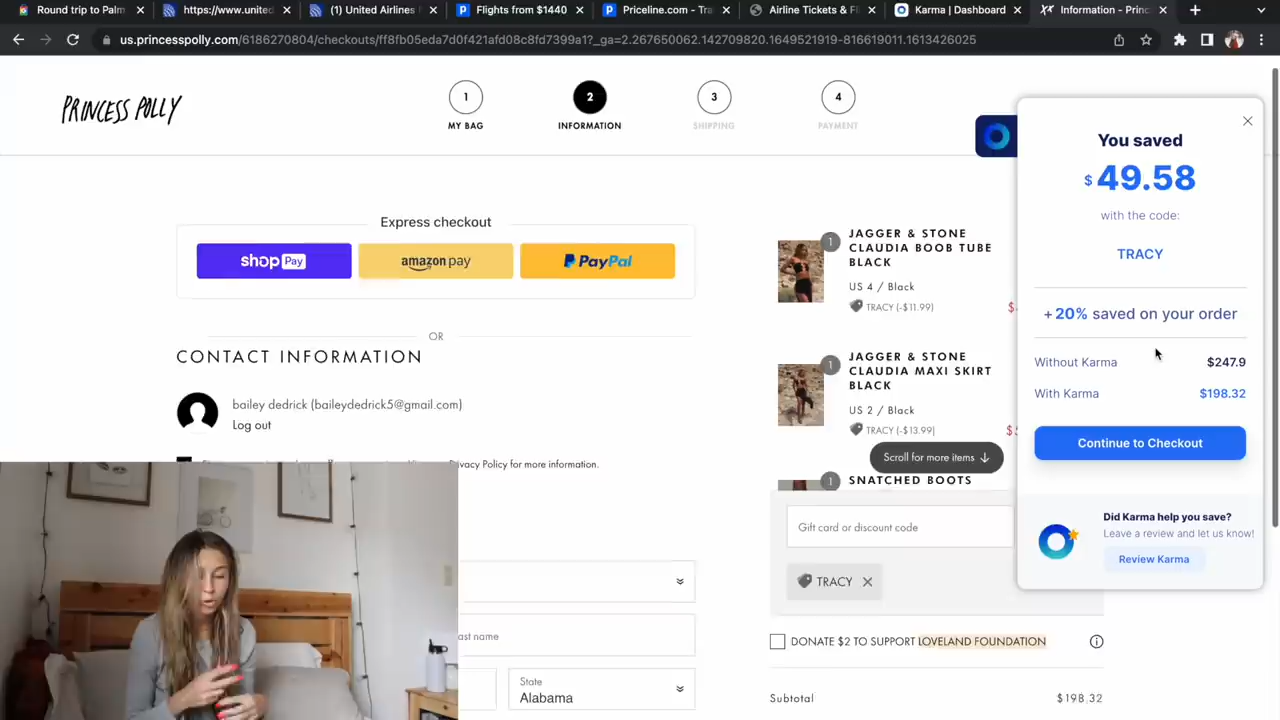 Round trip to Palm
https://www.united.
(1) United Airlines
Flights from $1440
Priceline.com - Tra
Airline Tickets & Fl
Karma | Dashboard
Information - Princ
us.princesspolly.com/6186270804/checkouts/ff8fb05eda7d0f421afd08c8fd7399a1?_ga=2.267650062.142709820.1649521919-816619011.1613426025
PRINCESS POLLY
1
2
3
4
MY BAG
INFORMATION
SHIPPING
PAYMENT
Express checkout
shop Pay
amazon pay
PayPal
OR
CONTACT INFORMATION
bailey dedrick (baileydedrick5@gmail.com)
Log out
Privacy Policy for more information.
ast name
State
Alabama
1
JAGGER & STONE
CLAUDIA BOOB TUBE
BLACK
US 4 / Black
TRACY (-$11.99)
$
1
JAGGER & STONE
CLAUDIA MAXI SKIRT
BLACK
US 2 / Black
TRACY (-$13.99)
Scroll for more items ↓
1
SNATCHED BOOTS
Gift card or discount code
TRACY
DONATE $2 TO SUPPORT LOVELAND FOUNDATION
Subtotal
$198.32
You saved
$ 49.58
with the code:
TRACY
+20% saved on your order
Without Karma
$247.9
With Karma
$198.32
Continue to Checkout
Did Karma help you save?
Leave a review and let us know!
Review Karma